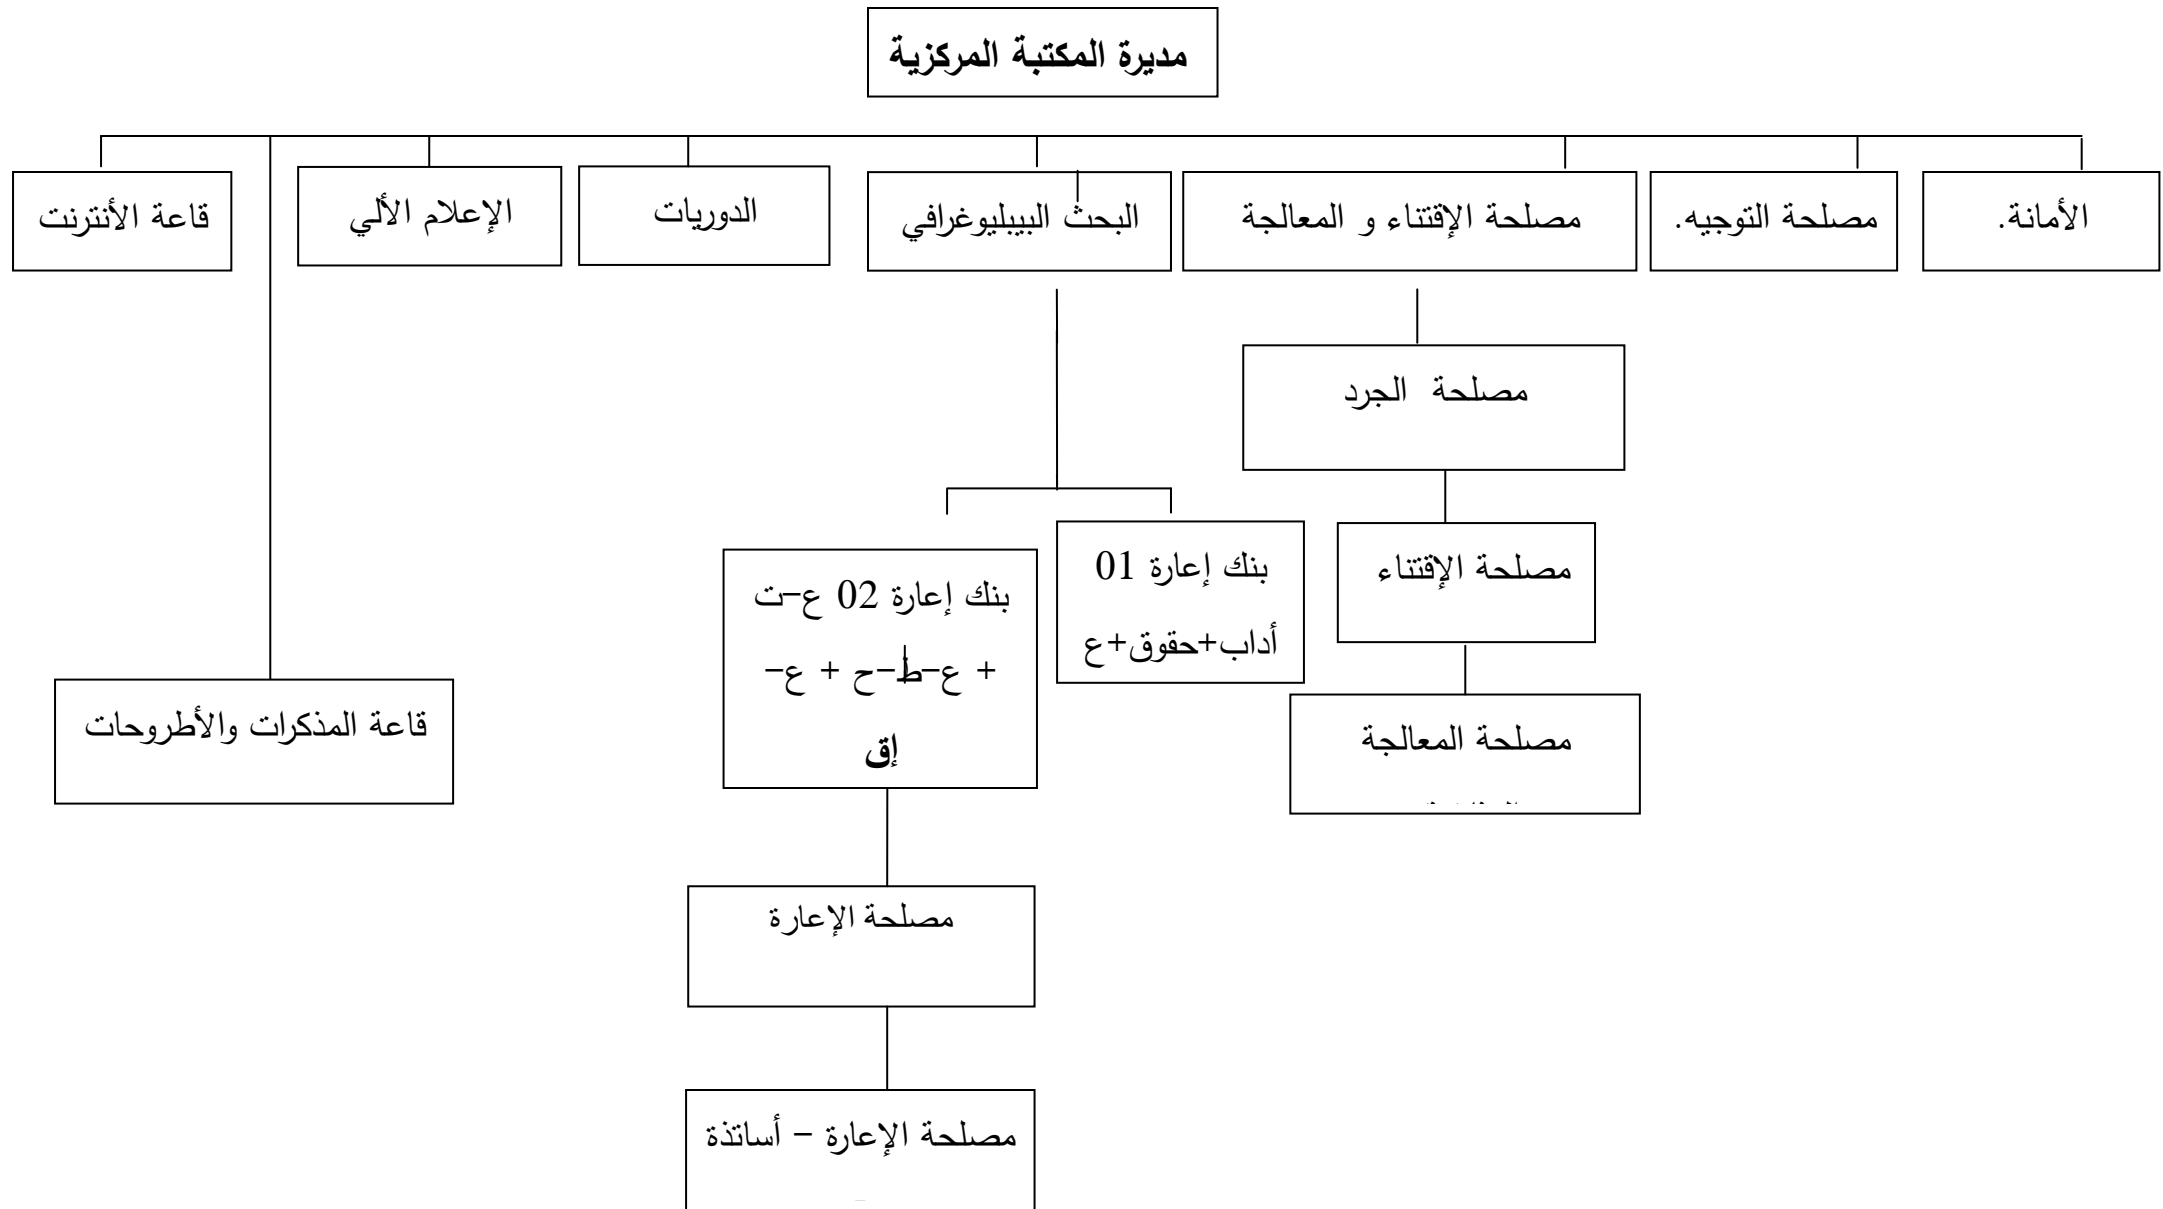 مديرة المكتبة المركزية
الأمانة.
مصلحة التوجيه.
مصلحة الإقتناء و المعالجة
البحث البيبليوغرافي
الدوريات
الإعلام الألي
قاعة الأنترنت
مصلحة الجرد
بنك إعارة 01
أداب+حقوق+ع
بنك إعارة 02 ع-ت
+ ع-ط-ح + ع-
إق
مصلحة الإقتناء
مصلحة المعالجة
قاعة المذكرات والأطروحات
مصلحة الإعارة
مصلحة الإعارة – أساتذة